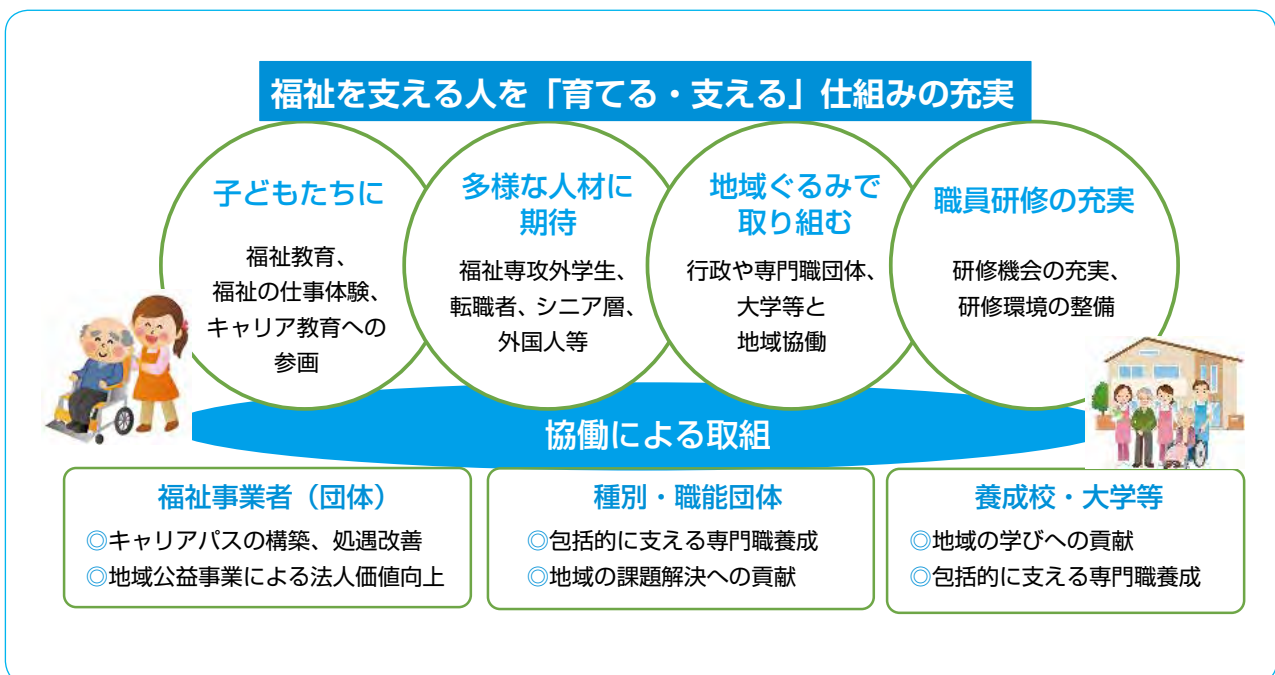 福祉を支える人を「育てる・支える」仕組みの充実
子どもたちに
福祉教育、
福祉の仕事体験、
キャリア教育への
参画
多様な人材に
期待
福祉専攻外学生、
転職者、シニア層、
外国人等
地域ぐるみで
取り組む
行政や専門職団体、
大学等と
地域協働
職員研修の充実
研修機会の充実、
研修環境の整備
協働による取組
福祉事業者（団体）
◎キャリアパスの構築、処遇改善
◎地域公益事業による法人価値向上
種別・職能団体
◎包括的に支える専門職養成
◎地域の課題解決への貢献
養成校・大学等
◎地域の学びへの貢献
◎包括的に支える専門職養成